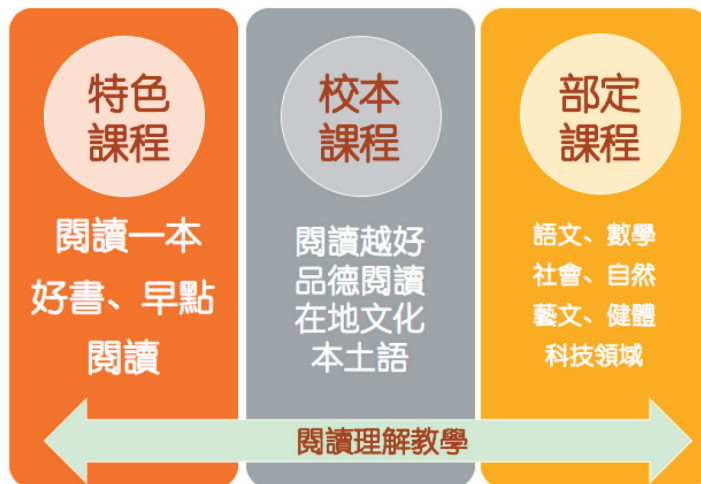 特色
課程
閱讀一本
好書、早點
閱讀
校本
課程
閱讀越好
品德閱讀
在地文化
本土語
部定
課程
語文、數學
社會、自然
藝文、健體
科技領域
閱讀理解教學